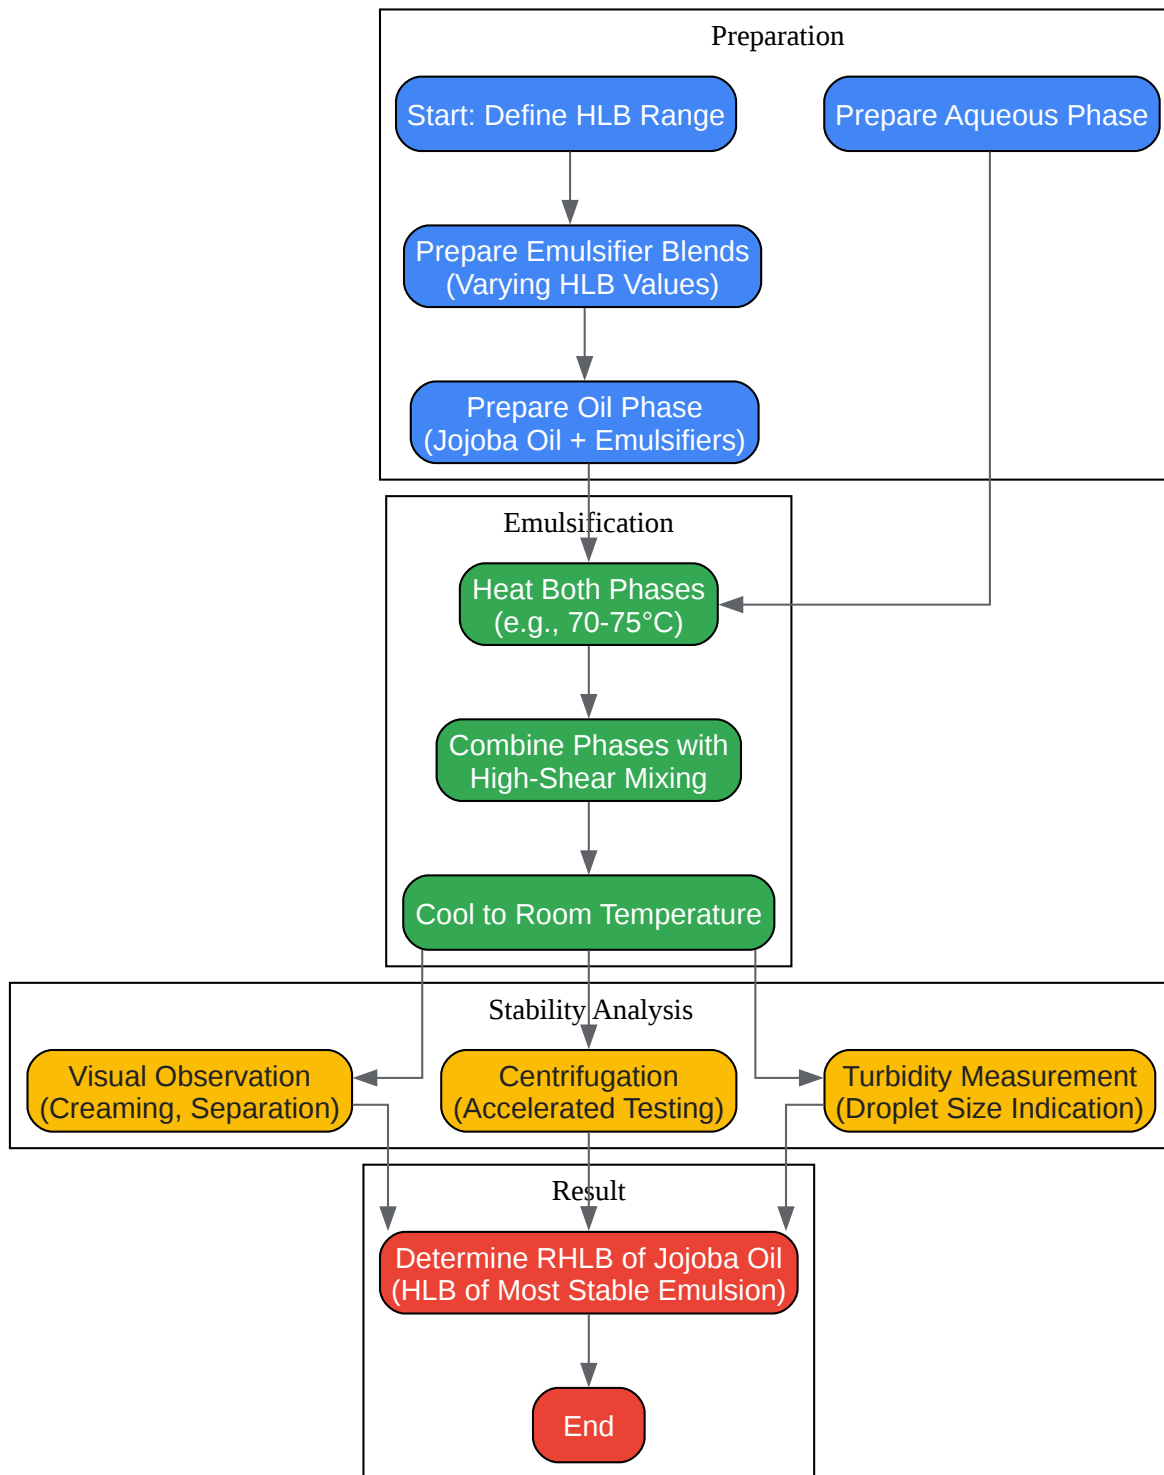 Preparation
Start: Define HLB Range
Prepare Aqueous Phase
Prepare Emulsifier Blends
(Varying HLB Values)
Prepare Oil Phase
(Jojoba Oil + Emulsifiers)
Emulsification
Heat Both Phases
(e.g., 70-75°C)
Combine Phases with
High-Shear Mixing
Cool to Room Temperature
Stability Analysis
Visual Observation
(Creaming, Separation)
Centrifugation
(Accelerated Testing)
Turbidity Measurement
(Droplet Size Indication)
Result
Determine RHLB of Jojoba Oil
(HLB of Most Stable Emulsion)
End